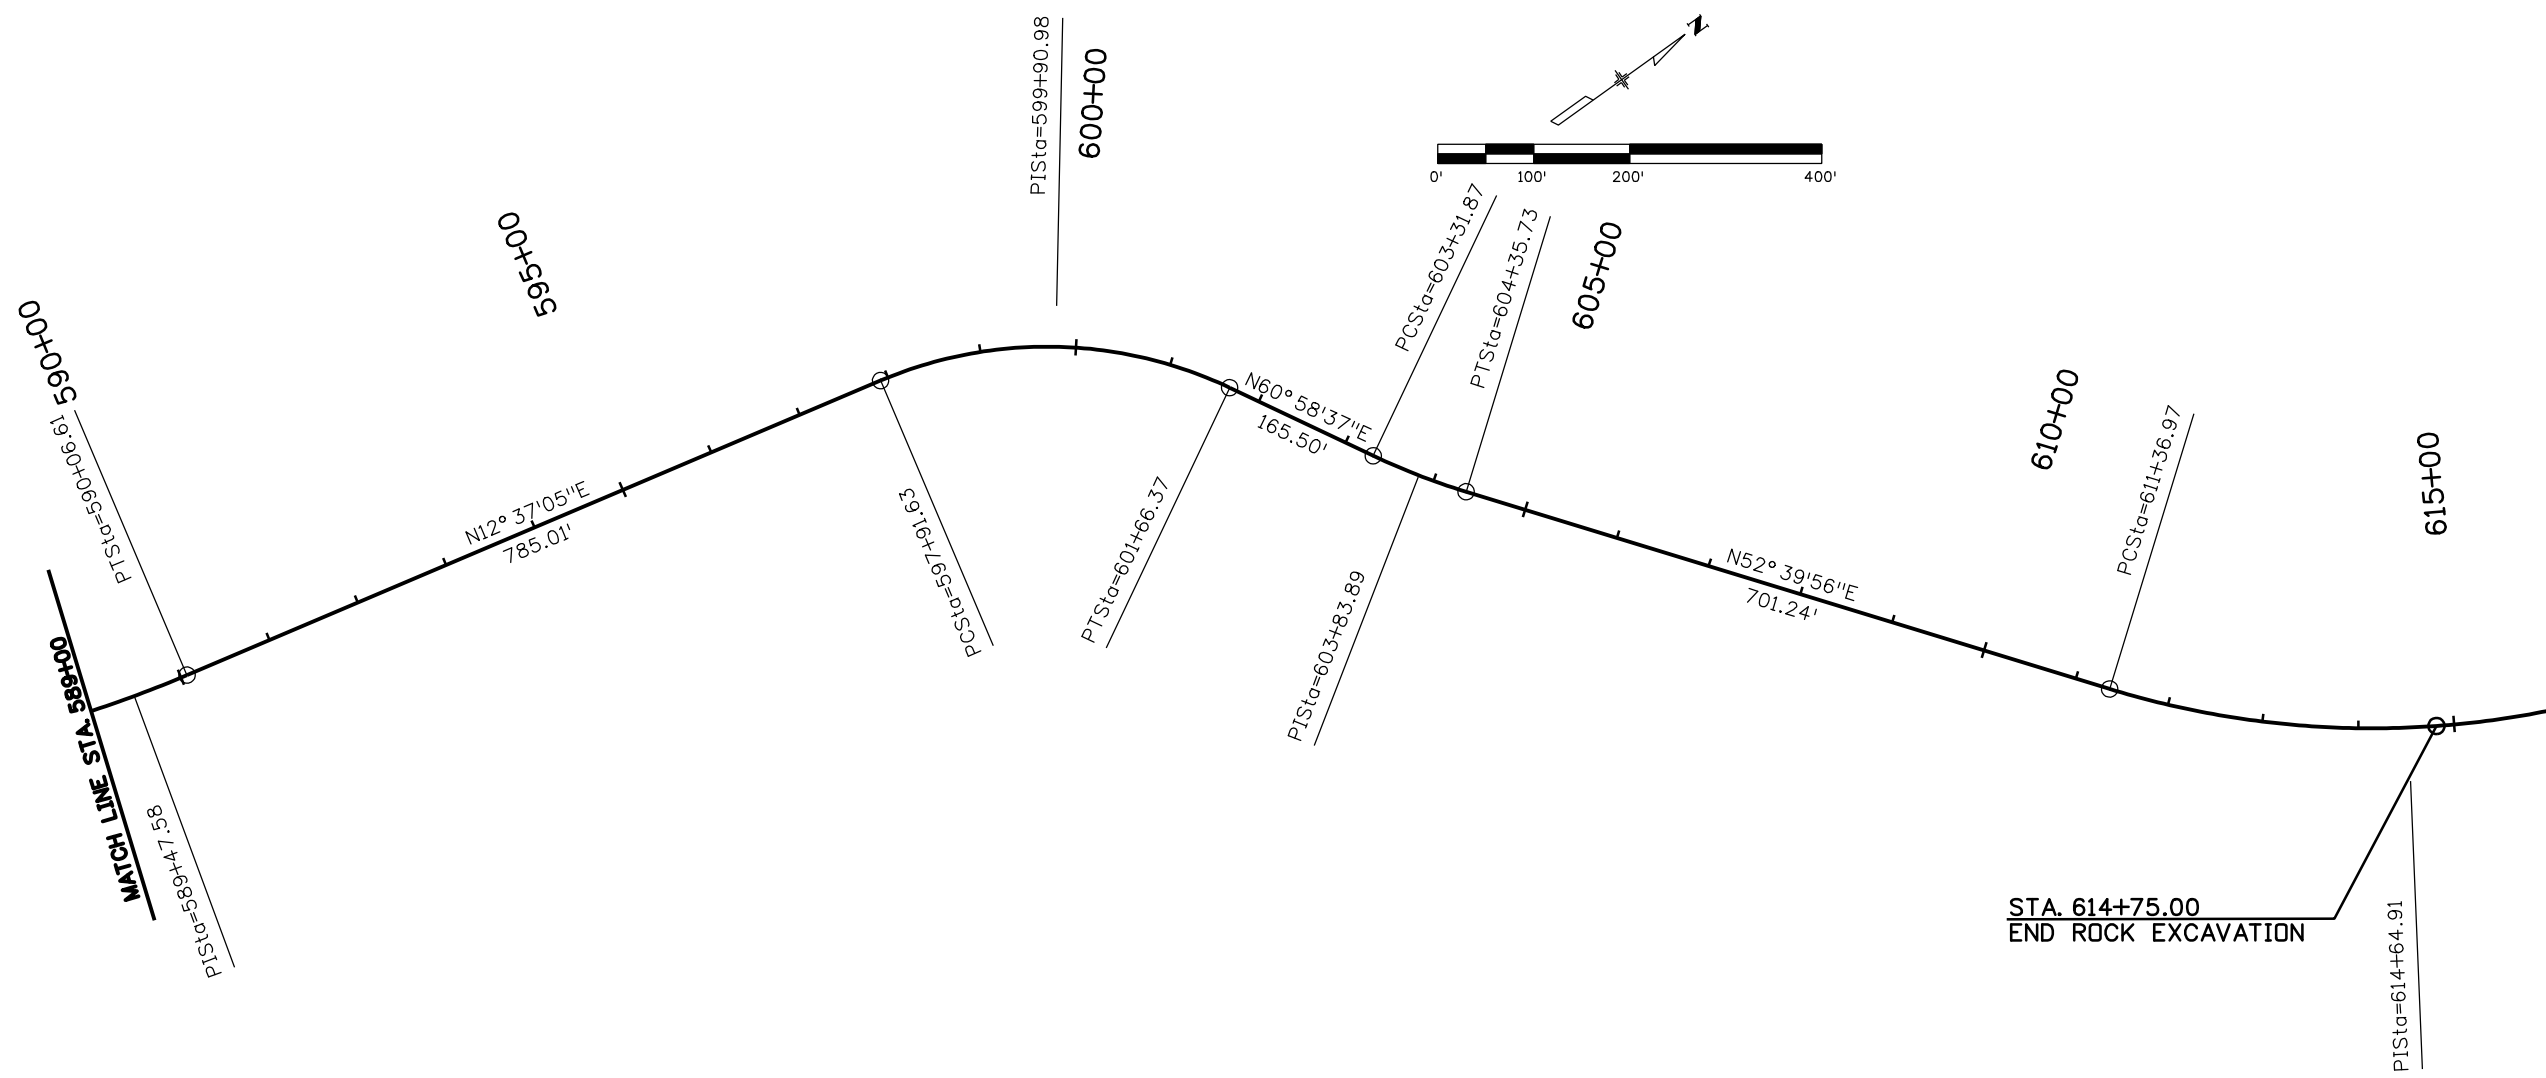 PISta=599+90.98
600+00
N
0' 100' 200' 400'
PCSta=603+31.87
PTSta=604+35.73
605+00
595+00
590+00
PTSta=590+06.61
N12° 37'05"E
785.01'
PCSta=597+91.63
PTSta=601+66.37
N60° 58'37"E
165.50'
PISta=603+83.89
610+00
PCSta=611+36.97
615+00
N52° 39'56"E
701.24'
MATCH LINE STA. 589+00
PISta=589+47.58
STA. 614+75.00
END ROCK EXCAVATION
PISta=614+64.91